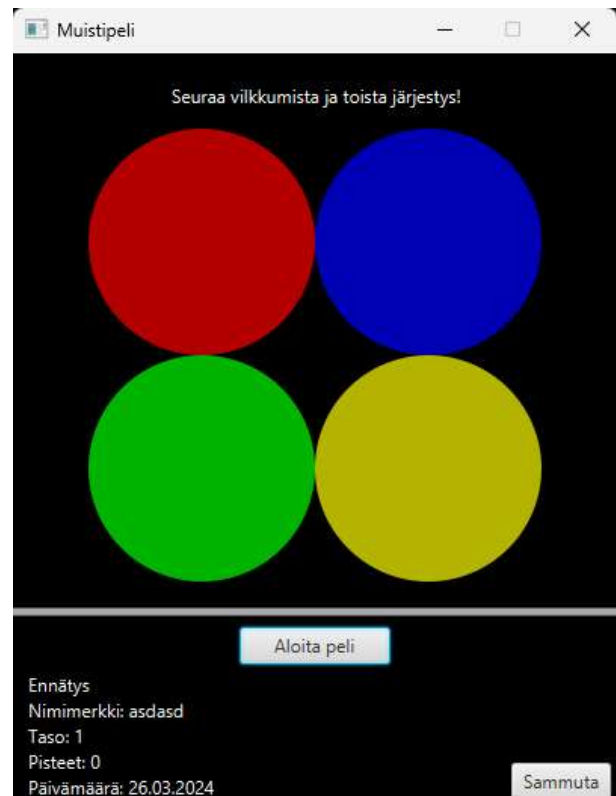 Muistipeli
Seuraa vilkkumista ja toista järjestys!
Aloita peli
Ennätys
Nimimerkki: asdasd
Taso: 1
Pisteet: 0
Päivämäärä: 26.03.2024
Sammuta